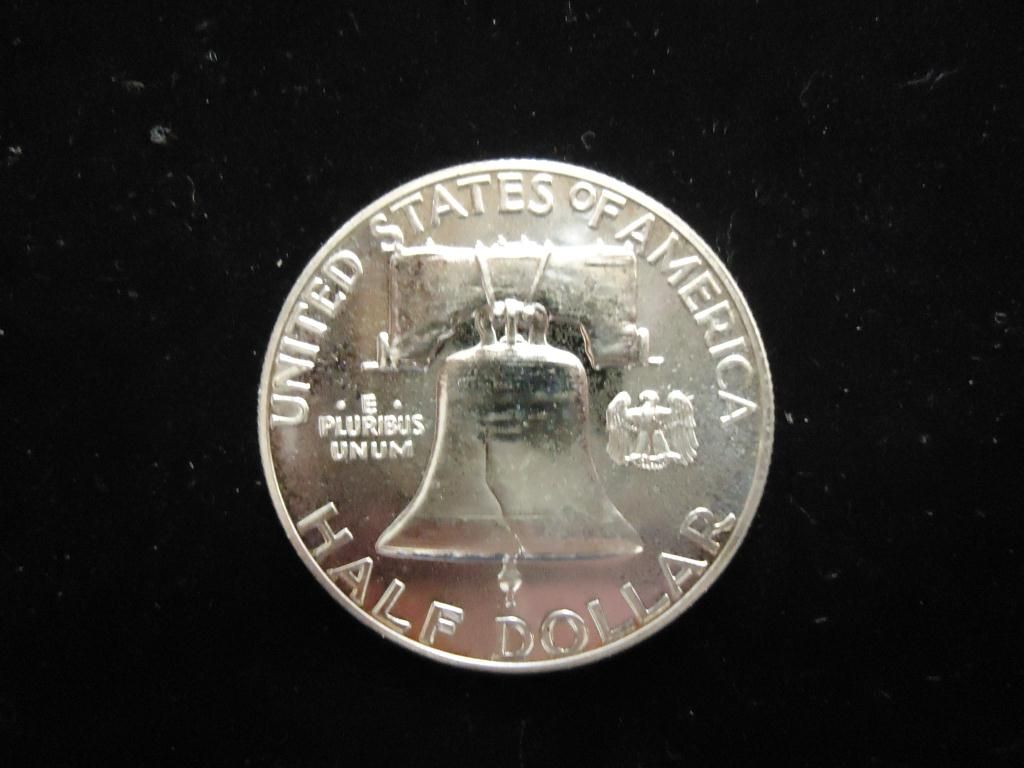 UNITED STATES OF AMERICA
· E ·
PLURIBUS
UNUM
HALF DOLLAR